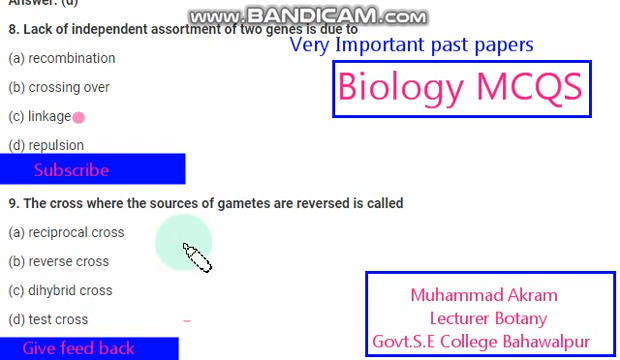 Answer: (d)
WWW.BANDICAM.COM
8. Lack of independent assortment of two genes is due to
Very Important past papers
(a) recombination
Biology MCQS
(b) crossing over
(c) linkage
(d) repulsion
Subscribe
9. The cross where the sources of gametes are reversed is called
(a) reciprocal cross
(b) reverse cross
(c) dihybrid cross
(d) test cross
Muhammad Akram
Lecturer Botany
Govt.S.E College Bahawalpur
Give feed back